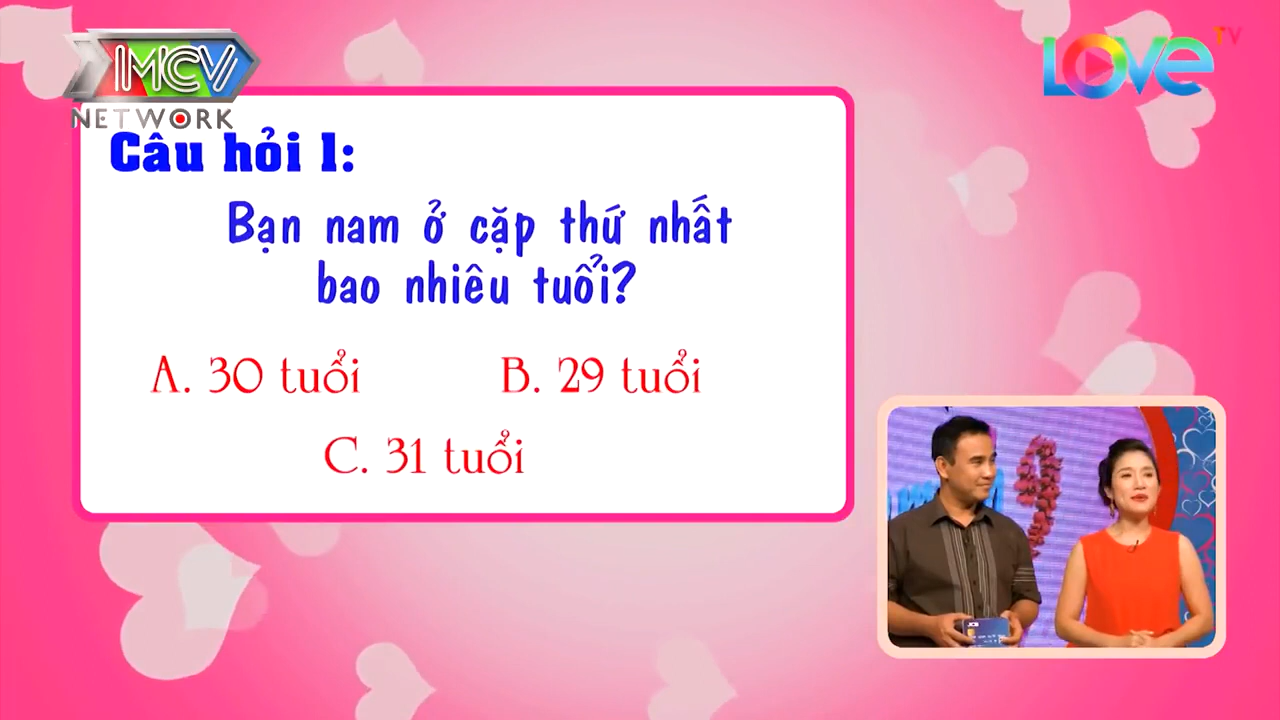 MCV
NETWORK
LOVE TV
Câu hỏi 1:
Bạn nam ở cặp thứ nhất
bao nhiêu tuổi?
A. 30 tuổi
B. 29 tuổi
C. 31 tuổi
JCB